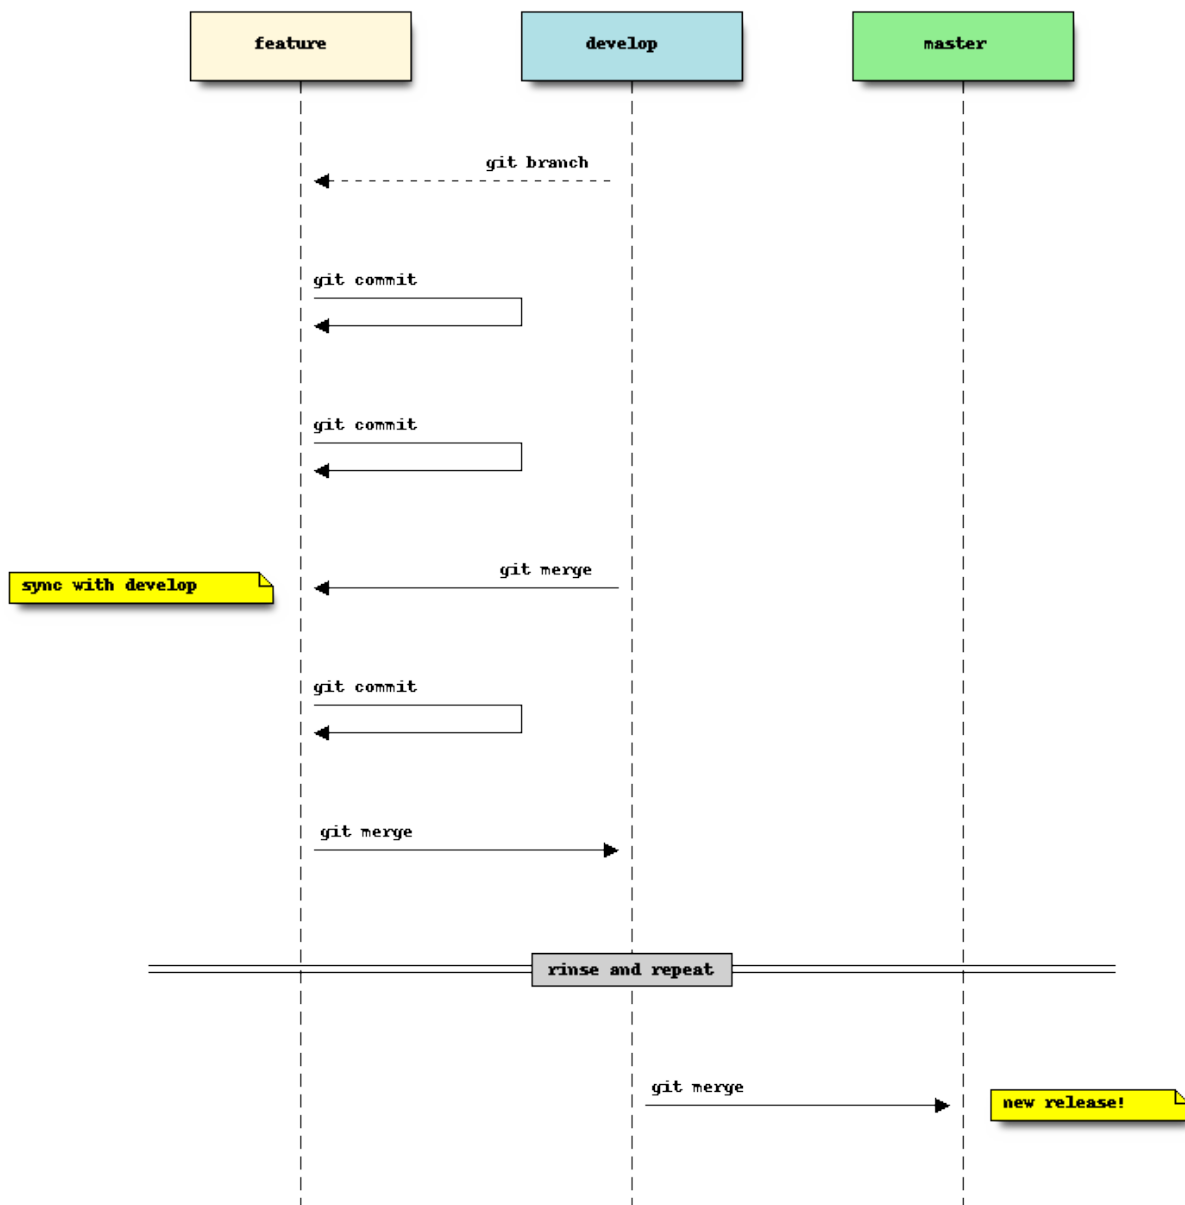 feature
develop
master
git branch
git commit
git commit
sync with develop
git merge
git commit
git merge
rinse and repeat
git merge
new release!